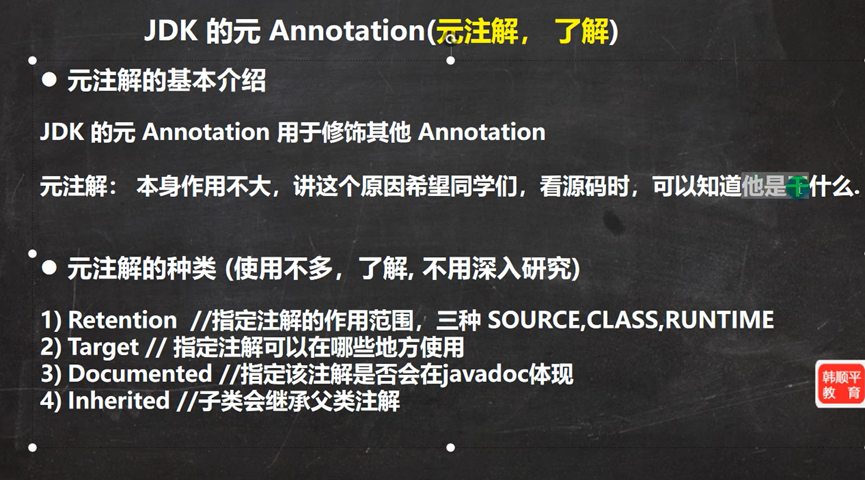 JDK 的元 Annotation(元注解， 了解)
● 元注解的基本介绍
JDK 的元 Annotation 用于修饰其他 Annotation
元注解： 本身作用不大，讲这个原因希望同学们，看源码时，可以知道他是干什么.
● 元注解的种类 (使用不多，了解, 不用深入研究)
1) Retention //指定注解的作用范围，三种 SOURCE,CLASS,RUNTIME
2) Target // 指定注解可以在哪些地方使用
3) Documented //指定该注解是否会在javadoc体现
4) Inherited //子类会继承父类注解
韩顺平
教 育